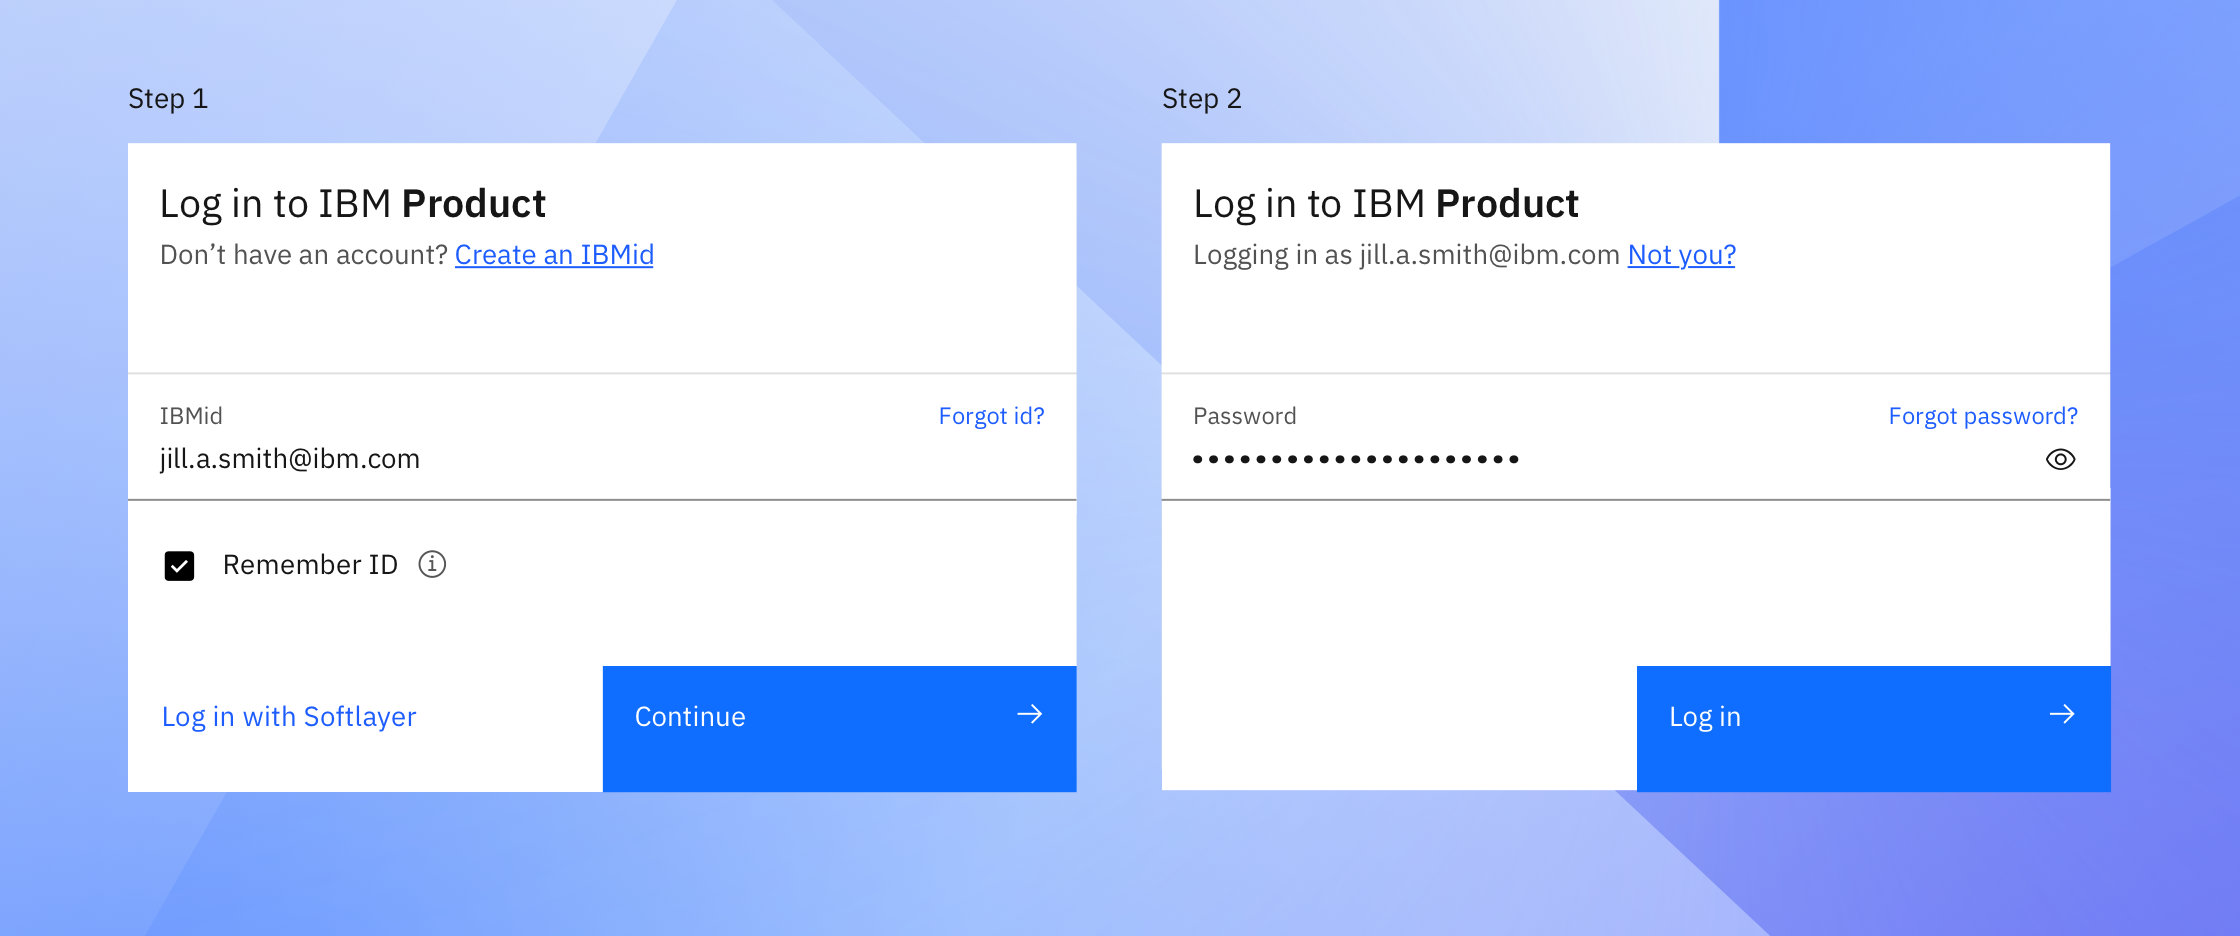 Step 1
Log in to IBM Product
Don’t have an account? Create an IBMid
IBMid
Forgot id?
jill.a.smith@ibm.com
Remember ID
Log in with Softlayer
Continue
Step 2
Log in to IBM Product
Logging in as jill.a.smith@ibm.com Not you?
Password
Forgot password?
•••••••••••••••••••••
Log in